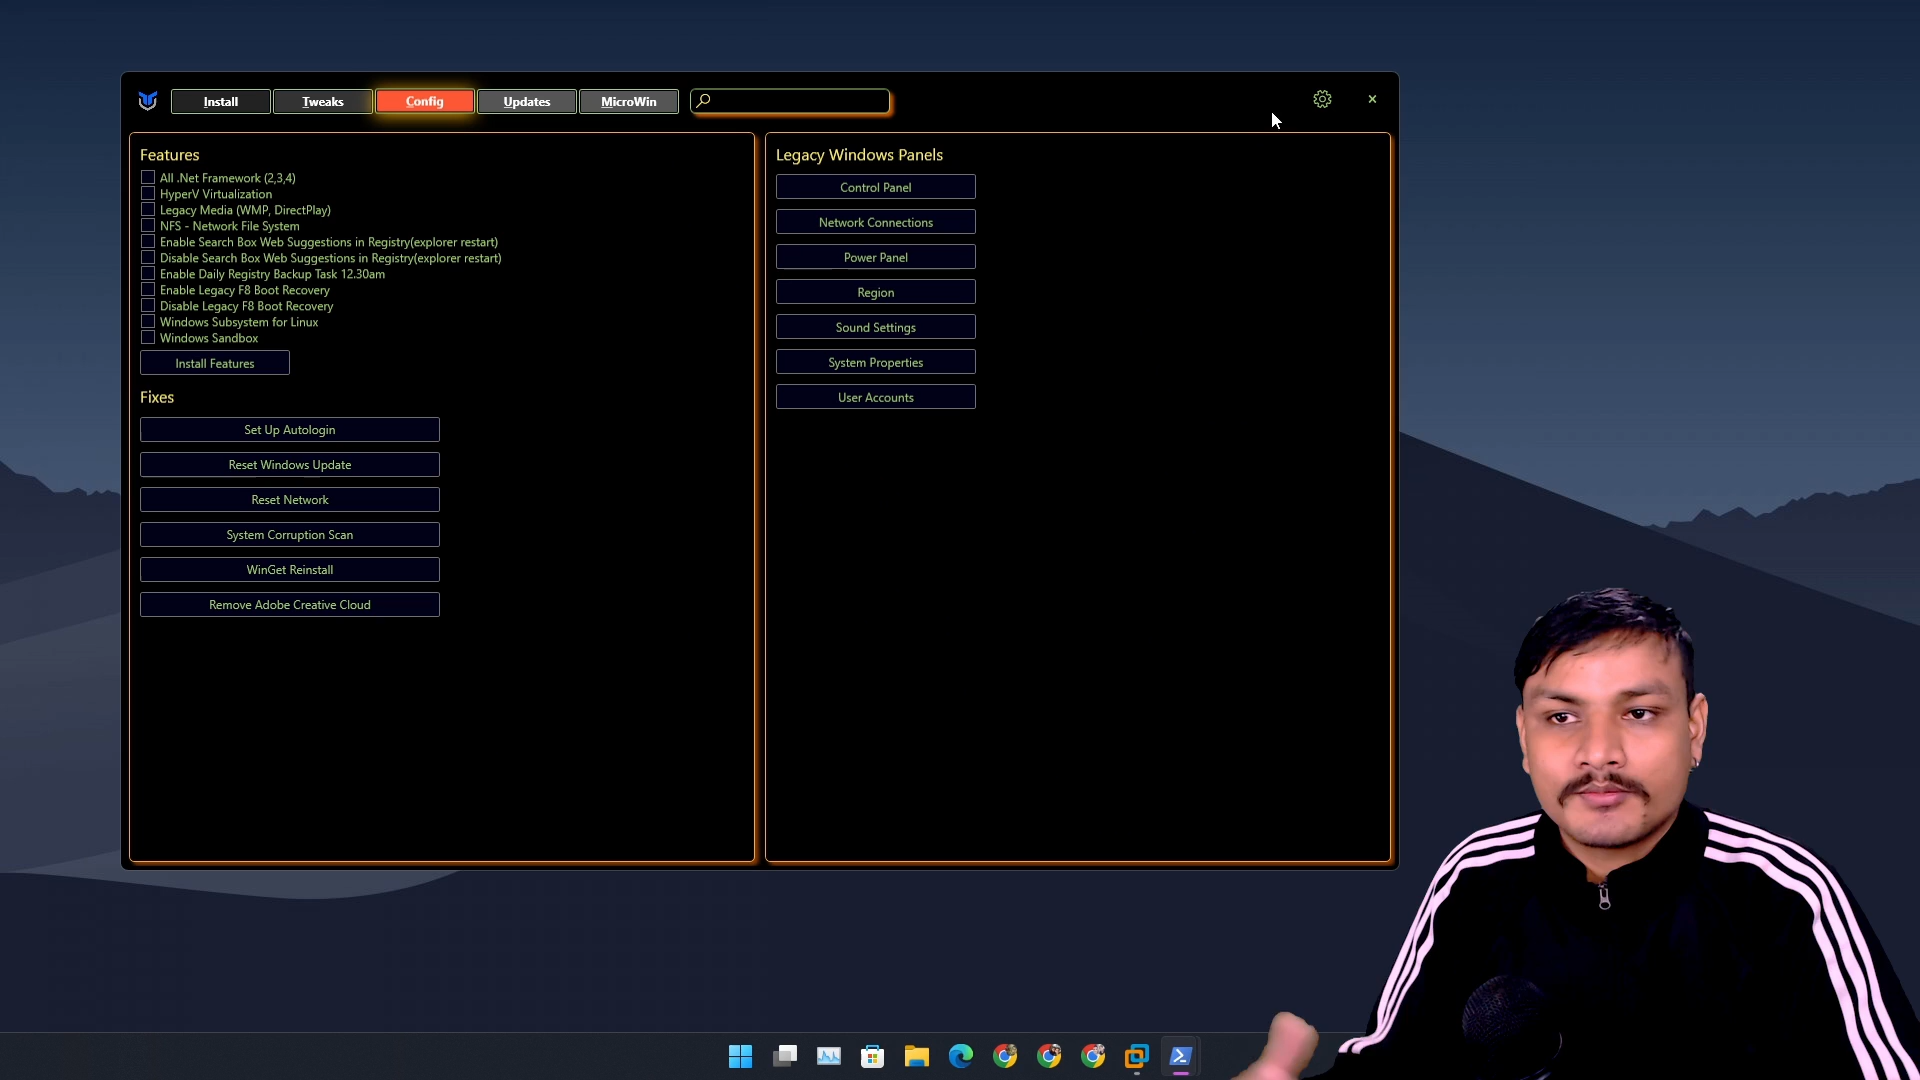 Install
Tweaks
Config
Updates
MicroWin
Features
All .Net Framework (2,3,4)
HyperV Virtualization
Legacy Media (WMP, DirectPlay)
NFS - Network File System
Enable Search Box Web Suggestions in Registry(explorer restart)
Disable Search Box Web Suggestions in Registry(explorer restart)
Enable Daily Registry Backup Task 12.30am
Enable Legacy F8 Boot Recovery
Disable Legacy F8 Boot Recovery
Windows Subsystem for Linux
Windows Sandbox
Install Features
Fixes
Set Up Autologin
Reset Windows Update
Reset Network
System Corruption Scan
WinGet Reinstall
Remove Adobe Creative Cloud
Legacy Windows Panels
Control Panel
Network Connections
Power Panel
Region
Sound Settings
System Properties
User Accounts